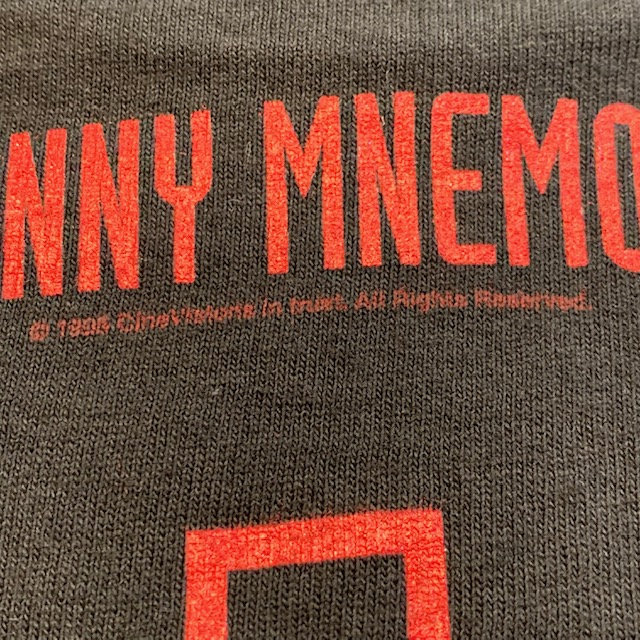 NNY MNEMO
© 1995 CineVisions in trust. All Rights Reserved.